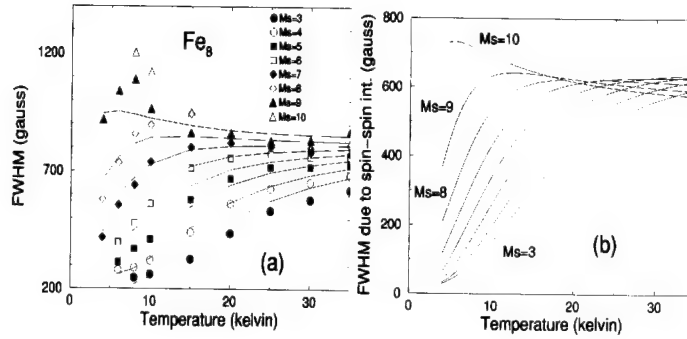 Fe8
1200
700
200
FWHM (gauss)
Ms=3
Ms=4
Ms=5
Ms=6
Ms=7
Ms=8
Ms=9
Ms=10
(a)
0 10 20 30
Temperature (kelvin)
800
600
400
200
0
FWHM due to spin-spin int. (gauss)
Ms=10
Ms=9
Ms=8
Ms=3
(b)
0 10 20 30
Temperature (kelvin)